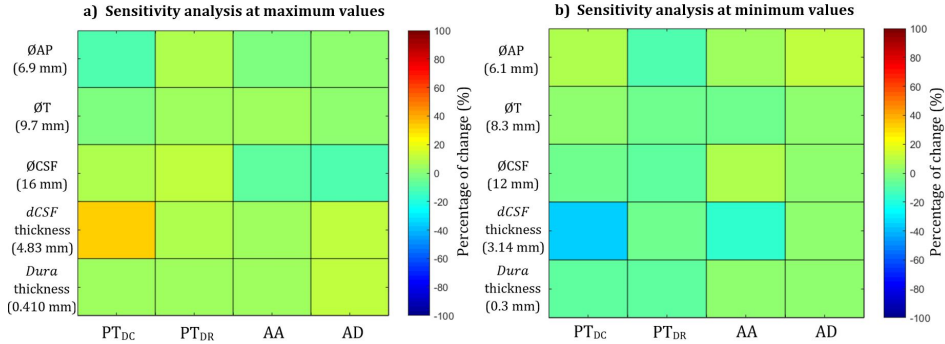 a) Sensitivity analysis at maximum values
ØAP
(6.9 mm)
ØT
(9.7 mm)
ØCSF
(16 mm)
dCSF
thickness
(4.83 mm)
Dura
thickness
(0.410 mm)
PTDC PTDR AA AD
100
80
60
40
20
0
-20
-40
-60
-80
-100
Percentage of change (%)
b) Sensitivity analysis at minimum values
ØAP
(6.1 mm)
ØT
(8.3 mm)
ØCSF
(12 mm)
dCSF
thickness
(3.14 mm)
Dura
thickness
(0.3 mm)
PTDC PTDR AA AD
100
80
60
40
20
0
-20
-40
-60
-80
-100
Percentage of change (%)